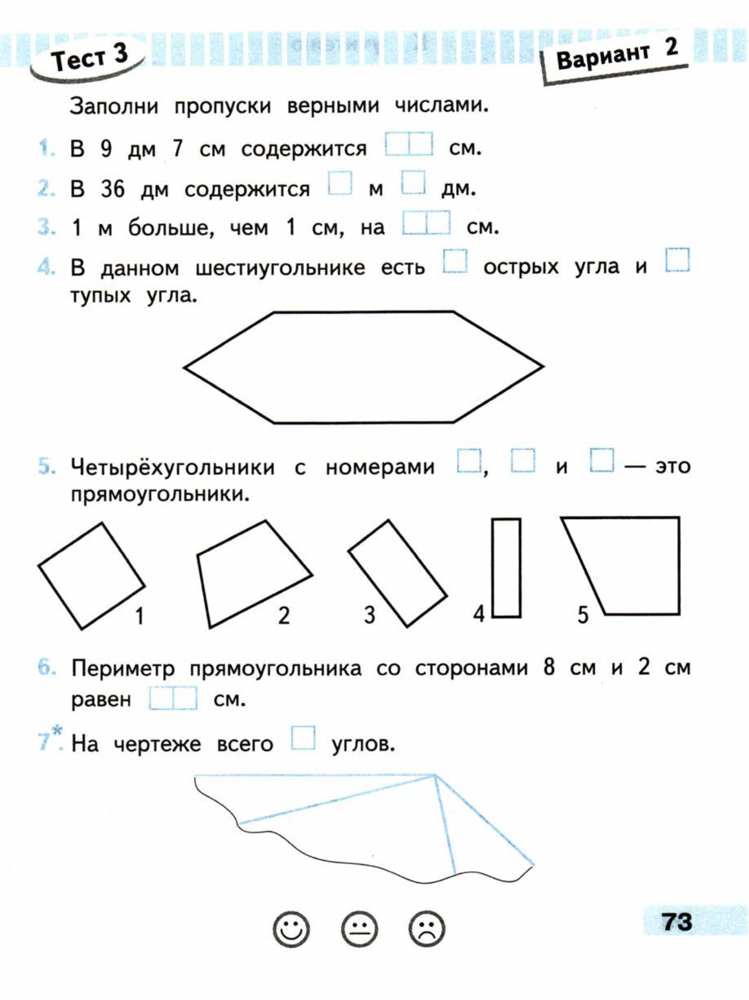 Тест 3
Вариант 2
Заполни пропуски верными числами.
1. В 9 дм 7 см содержится см.
2. В 36 дм содержится м дм.
3. 1 м больше, чем 1 см, на см.
4. В данном шестиугольнике есть острых угла и
тупых угла.
5. Четырёхугольники с номерами , и — это
прямоугольники.
1 2 3 4 5
6. Периметр прямоугольника со сторонами 8 см и 2 см
равен см.
7*. На чертеже всего углов.
73